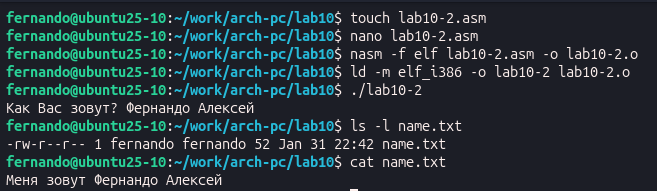 fernando@ubuntu25-10:~/work/arch-pc/lab10$ touch lab10-2.asm
fernando@ubuntu25-10:~/work/arch-pc/lab10$ nano lab10-2.asm
fernando@ubuntu25-10:~/work/arch-pc/lab10$ nasm -f elf lab10-2.asm -o lab10-2.o
fernando@ubuntu25-10:~/work/arch-pc/lab10$ ld -m elf_i386 -o lab10-2 lab10-2.o
fernando@ubuntu25-10:~/work/arch-pc/lab10$ ./lab10-2
Как Вас зовут? Фернандо Алексей
fernando@ubuntu25-10:~/work/arch-pc/lab10$ ls -l name.txt
-rw-r--r-- 1 fernando fernando 52 Jan 31 22:42 name.txt
fernando@ubuntu25-10:~/work/arch-pc/lab10$ cat name.txt
Меня зовут Фернандо Алексей